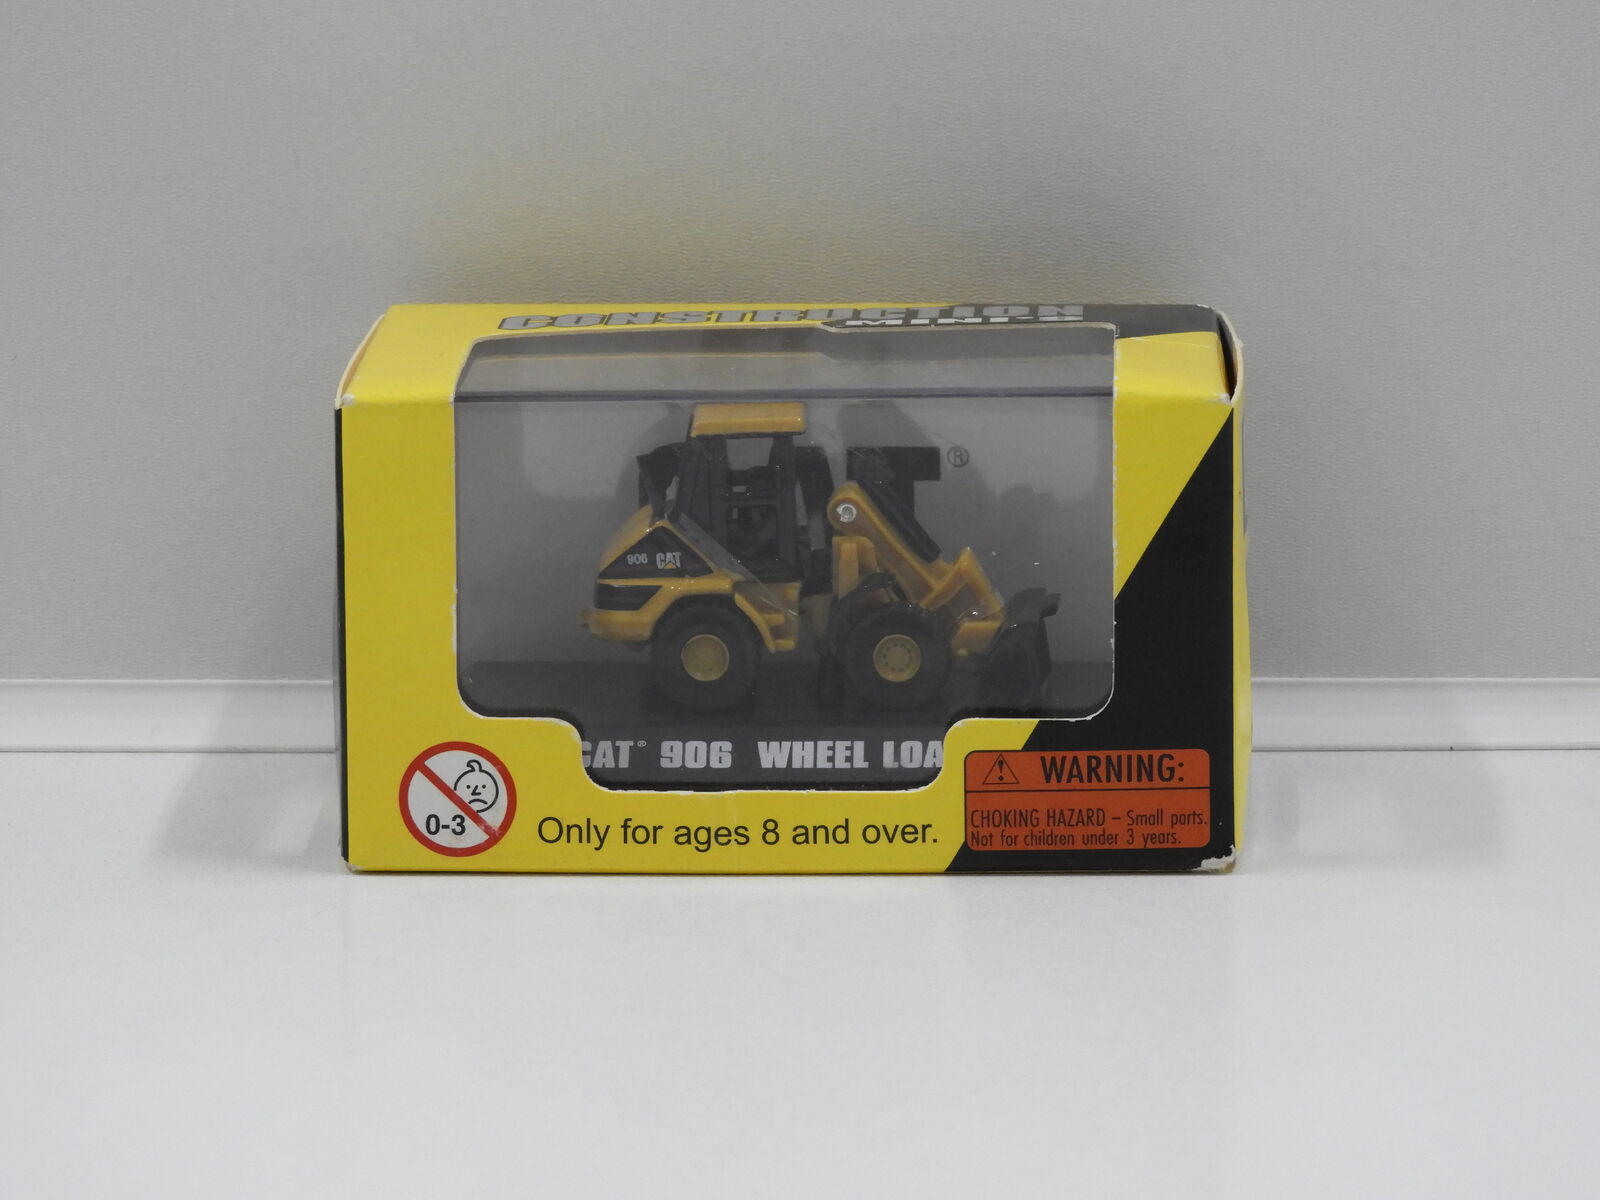 CONSTRUCTION
MINI'S
®
906 CAT
CAT® 906 WHEEL LOA
0-3
Only for ages 8 and over.
WARNING:
CHOKING HAZARD – Small parts.
Not for children under 3 years.